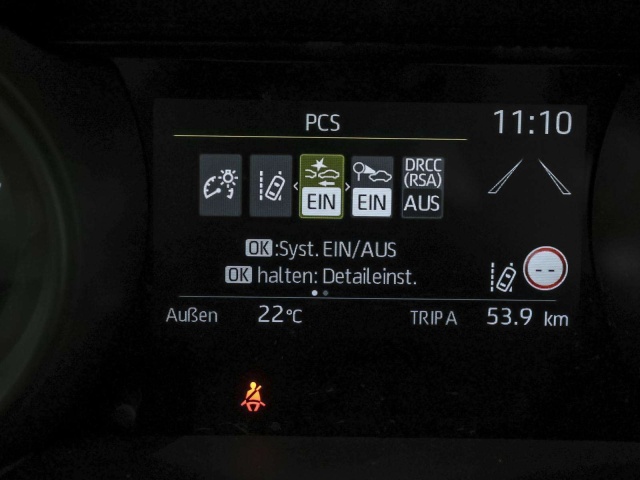 PCS
11:10
EIN
EIN
DRCC
(RSA)
AUS
OK :Syst. EIN/AUS
OK halten: Detaileinst.
--
Außen 22°C TRIP A 53.9 km